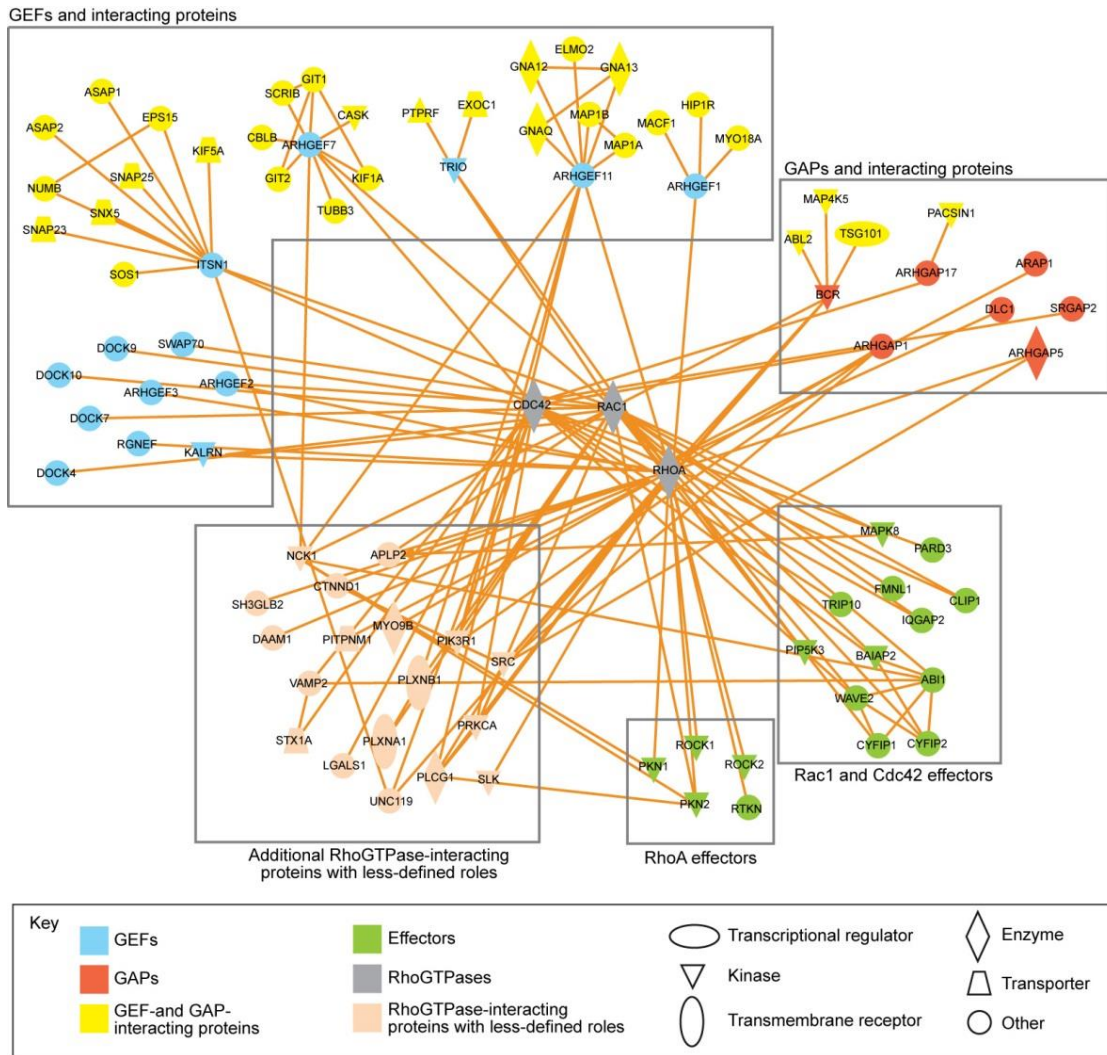 GEFs and interacting proteins
ELMO2
GNA12
GNA13
ASAP1
GIT1
SCRIB
EXOC1
PTPRF
CASK
HIP1R
EPS15
ASAP2
MAP1B
MACF1
GNAQ
CBLB
ARHGEF7
MYO18A
KIF5A
MAP1A
TRIO
SNAP25
GIT2
KIF1A
ARHGEF11
ARHGEF1
NUMB
TUBB3
SNX5
SNAP23
ITSN1
SOS1
SWAP70
DOCK9
DOCK10
ARHGEF3
ARHGEF2
DOCK7
RGNEF
KALRN
DOCK4
GAPs and interacting proteins
MAP4K5
PACSIN1
TSG101
ABL2
ARAP1
ARHGAP17
BCR
DLC1
SRGAP2
ARHGAP1
ARHGAP5
CDC42
RAC1
RHOA
NCK1
APLP2
CTNND1
SH3GLB2
MYO9B
DAAM1
PITPNM1
PIK3R1
SRC
PLXNB1
VAMP2
PRKCA
STX1A
PLXNA1
LGALS1
PLCG1
SLK
UNC119
Additional RhoGTPase-interacting
proteins with less-defined roles
MAPK8
PARD3
FMNL1
CLIP1
TRIP10
IQGAP2
PIP5K3
BAIAP2
ABI1
WAVE2
CYFIP1
CYFIP2
Rac1 and Cdc42 effectors
ROCK1
PKN1
ROCK2
PKN2
RTKN
RhoA effectors
Key
GEFs
GAPs
GEF-and GAP-
interacting proteins
Effectors
RhoGTPases
RhoGTPase-interacting
proteins with less-defined roles
Transcriptional regulator
Kinase
Transmembrane receptor
Enzyme
Transporter
Other